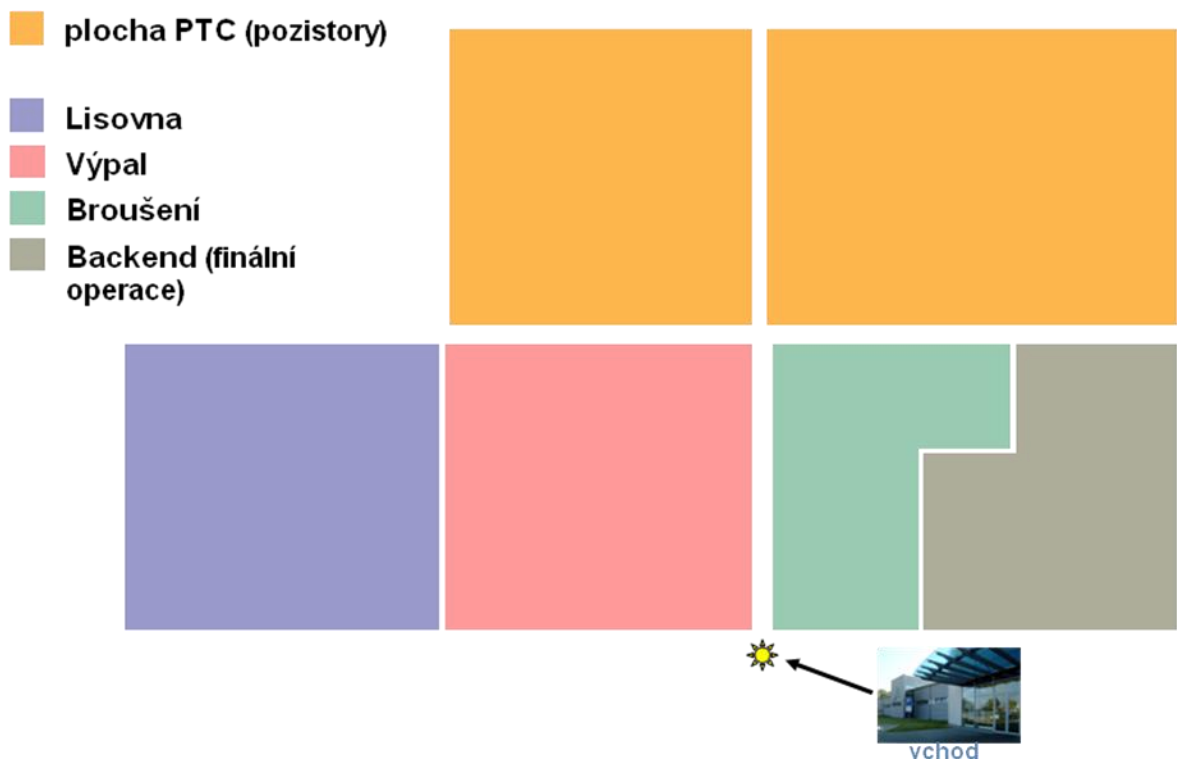 plocha PTC (pozistory)
Lisovna
Výpal
Broušení
Backend (finální
operace)
vchod